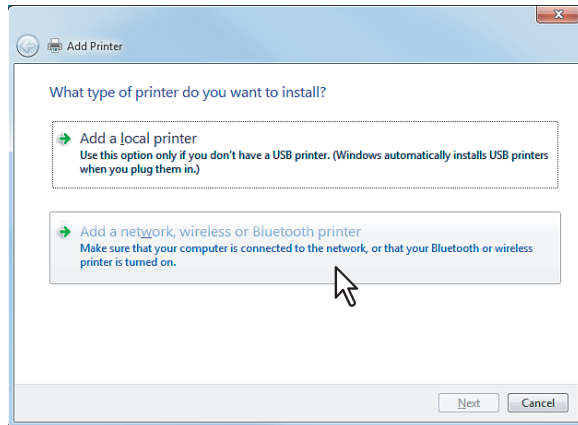 Add Printer
What type of printer do you want to install?
Add a local printer
Use this option only if you don't have a USB printer. (Windows automatically installs USB printers
when you plug them in.)
Add a network, wireless or Bluetooth printer
Make sure that your computer is connected to the network, or that your Bluetooth or wireless
printer is turned on.
Next
Cancel